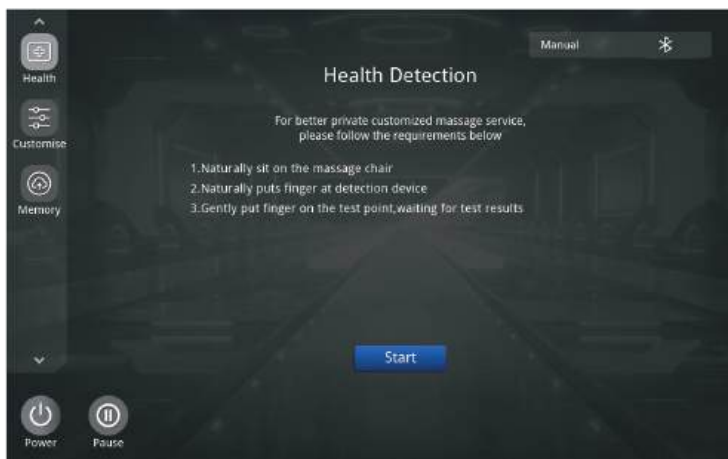 Manual
Health
Health Detection
For better private customized massage service,
please follow the requirements below
Customise
1.Naturally sit on the massage chair
2.Naturally puts finger at detection device
3.Gently put finger on the test point,waiting for test results
Memory
Start
Power
Pause